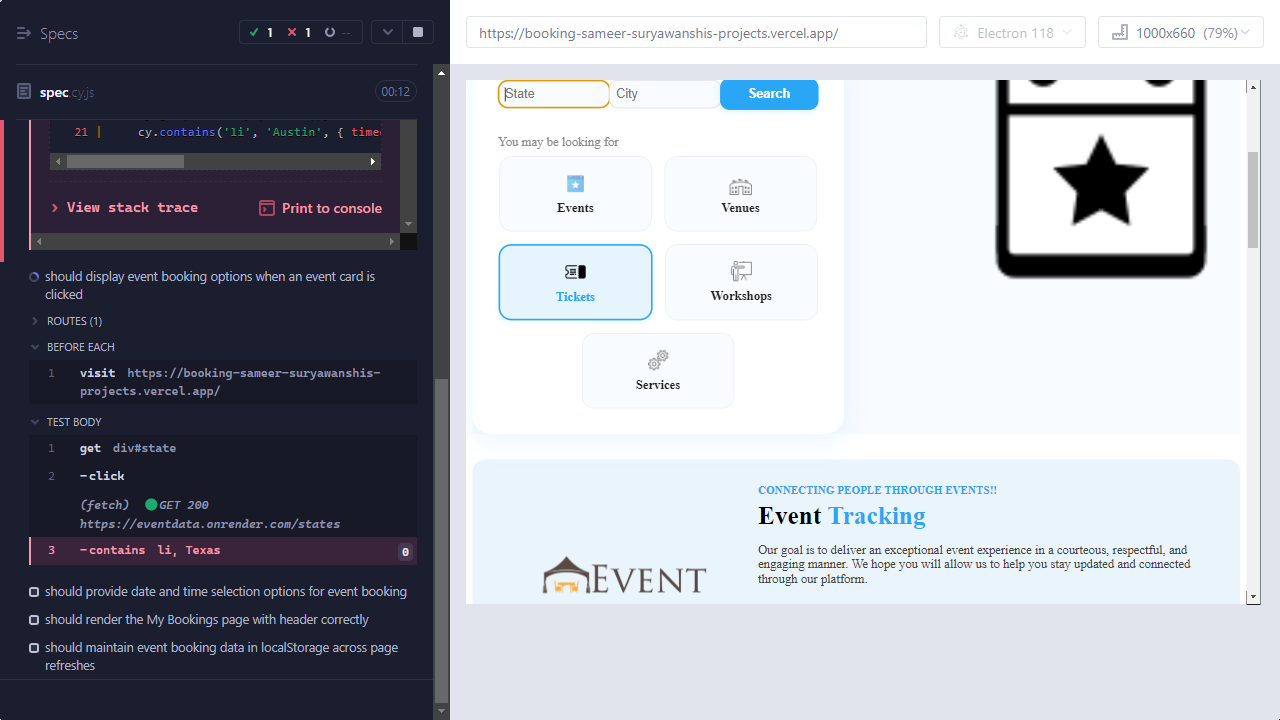 Specs
1
1
--
spec.cy.js
00:12
21 | cy.contains('li', 'Austin', { time
View stack trace
Print to console
should display event booking options when an event card is
clicked
ROUTES (1)
BEFORE EACH
1 visit https://booking-sameer-suryawanshis-
projects.vercel.app/
TEST BODY
1 get div#state
2 -click
(fetch) GET 200
https://eventdata.onrender.com/states
3 -contains li, Texas 0
should provide date and time selection options for event booking
should render the My Bookings page with header correctly
should maintain event booking data in localStorage across page
refreshes
https://booking-sameer-suryawanshis-projects.vercel.app/
Electron 118
1000x660 (79%)
State
City
Search
You may be looking for
Events
Venues
Tickets
Workshops
Services
CONNECTING PEOPLE THROUGH EVENTS!!
Event Tracking
Our goal is to deliver an exceptional event experience in a courteous, respectful, and
engaging manner. We hope you will allow us to help you stay updated and connected
through our platform.
EVENT